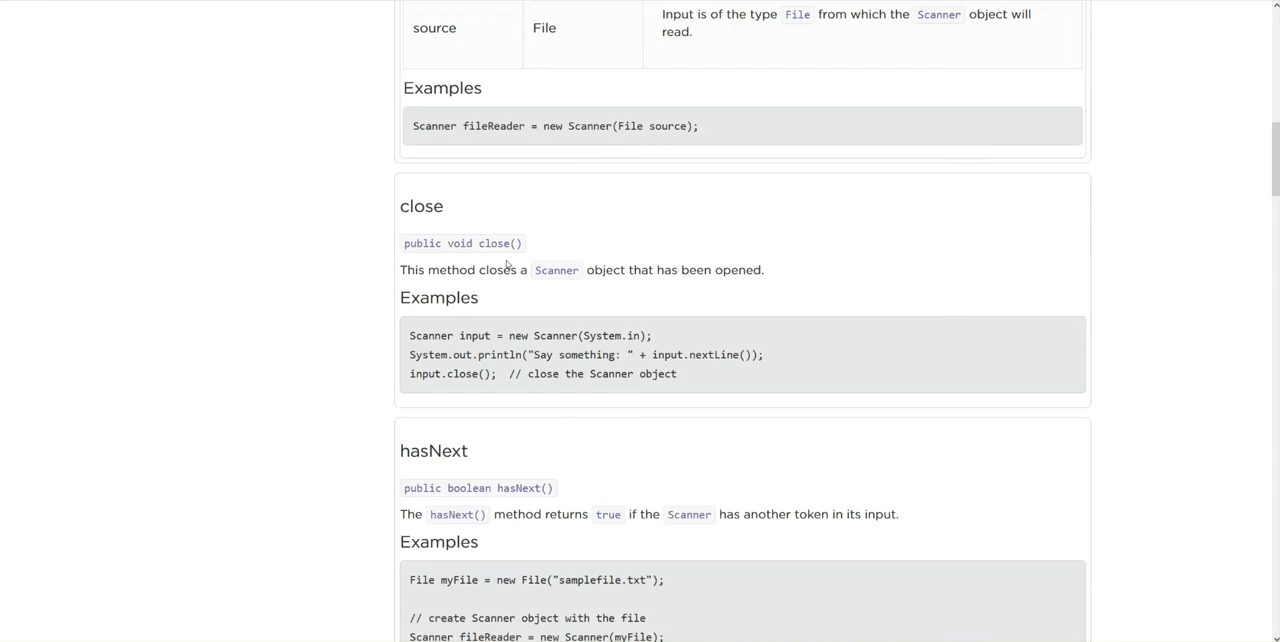 source
File
Input is of the type File from which the Scanner object will
read.
Examples
Scanner fileReader = new Scanner(File source);
close
public void close()
This method closes a Scanner object that has been opened.
Examples
Scanner input = new Scanner(System.in);
System.out.println("Say something: " + input.nextLine());
input.close();  // close the Scanner object
hasNext
public boolean hasNext()
The hasNext() method returns true if the Scanner has another token in its input.
Examples
File myFile = new File("samplefile.txt");
// create Scanner object with the file
Scanner fileReader = new Scanner(myFile);